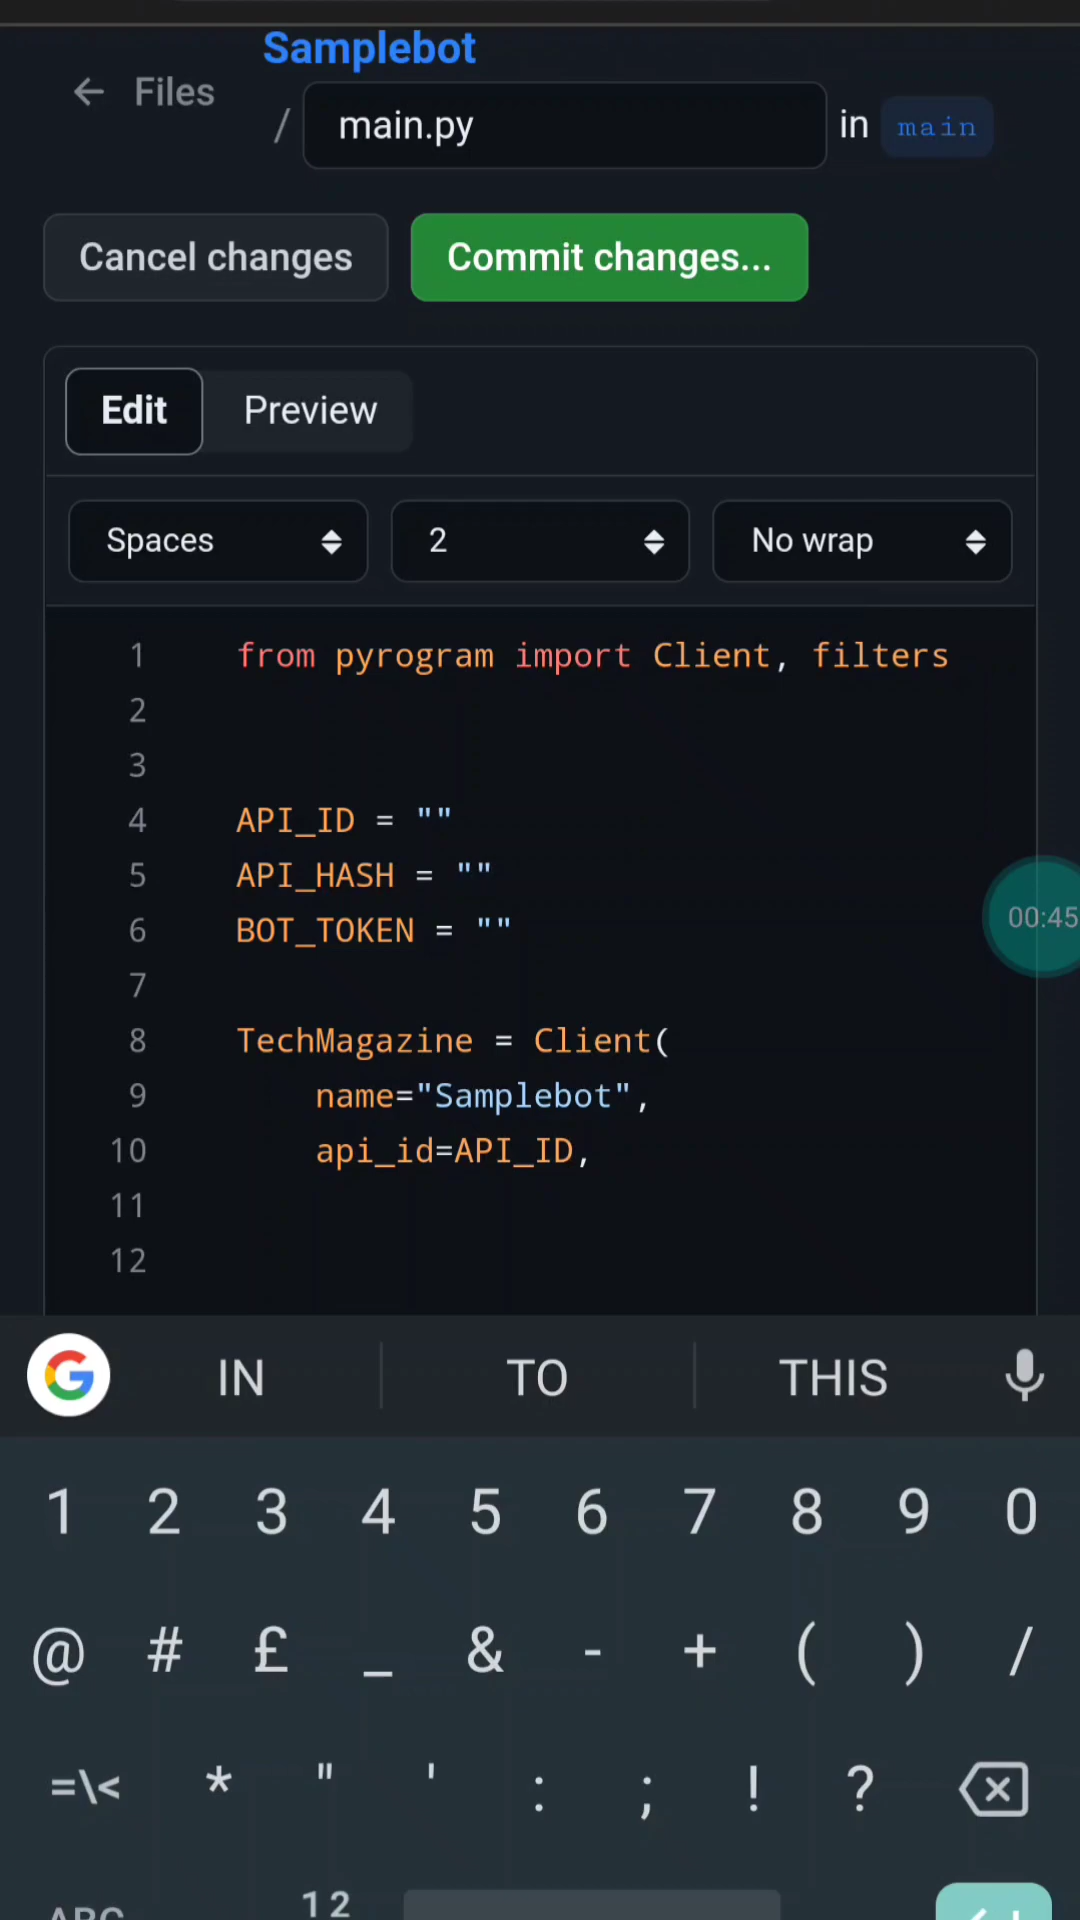 Samplebot
← Files
/ main.py in main
Cancel changes Commit changes...
Edit Preview
Spaces 2 No wrap
1 from pyrogram import Client, filters
2
3
4 API_ID = ""
5 API_HASH = ""
00:45
6 BOT_TOKEN = ""
7
8 TechMagazine = Client(
9 name="Samplebot",
10 api_id=API_ID,
11
12
G IN TO THIS
1 2 3 4 5 6 7 8 9 0
@ # £ _ & - + ( ) /
=\< * " ' : ; ! ?
ABC 1 2